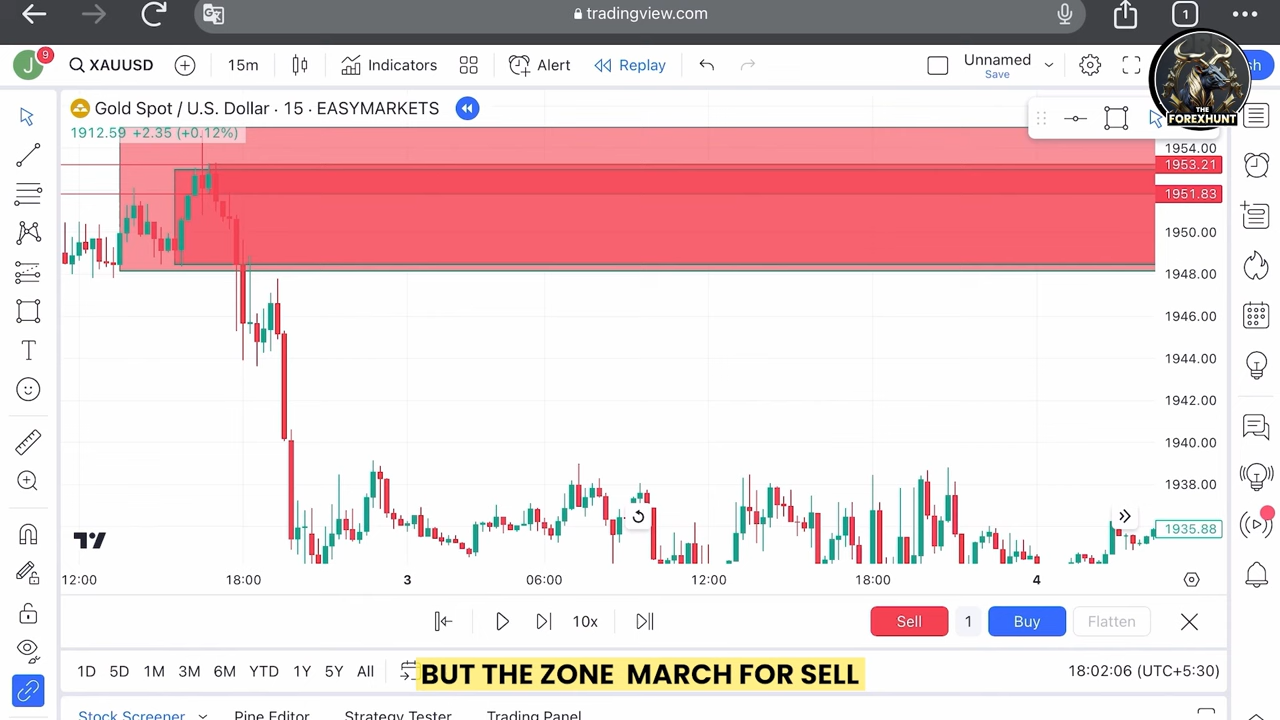 tradingview.com
1
J
9
XAUUSD
15m
Indicators
Alert
Replay
Unnamed
Save
sh
THE
FOREXHUNT
Gold Spot / U.S. Dollar · 15 · EASYMARKETS
1912.59 +2.35 (+0.12%)
1954.00
1953.21
1951.83
1950.00
1948.00
1946.00
1944.00
1942.00
1940.00
1938.00
1935.88
12:00
18:00
3
06:00
12:00
18:00
4
10x
Sell
1
Buy
Flatten
1D
5D
1M
3M
6M
YTD
1Y
5Y
All
BUT THE ZONE MARCH FOR SELL
18:02:06 (UTC+5:30)
Stock Screener
Pine Editor
Strategy Tester
Trading Panel